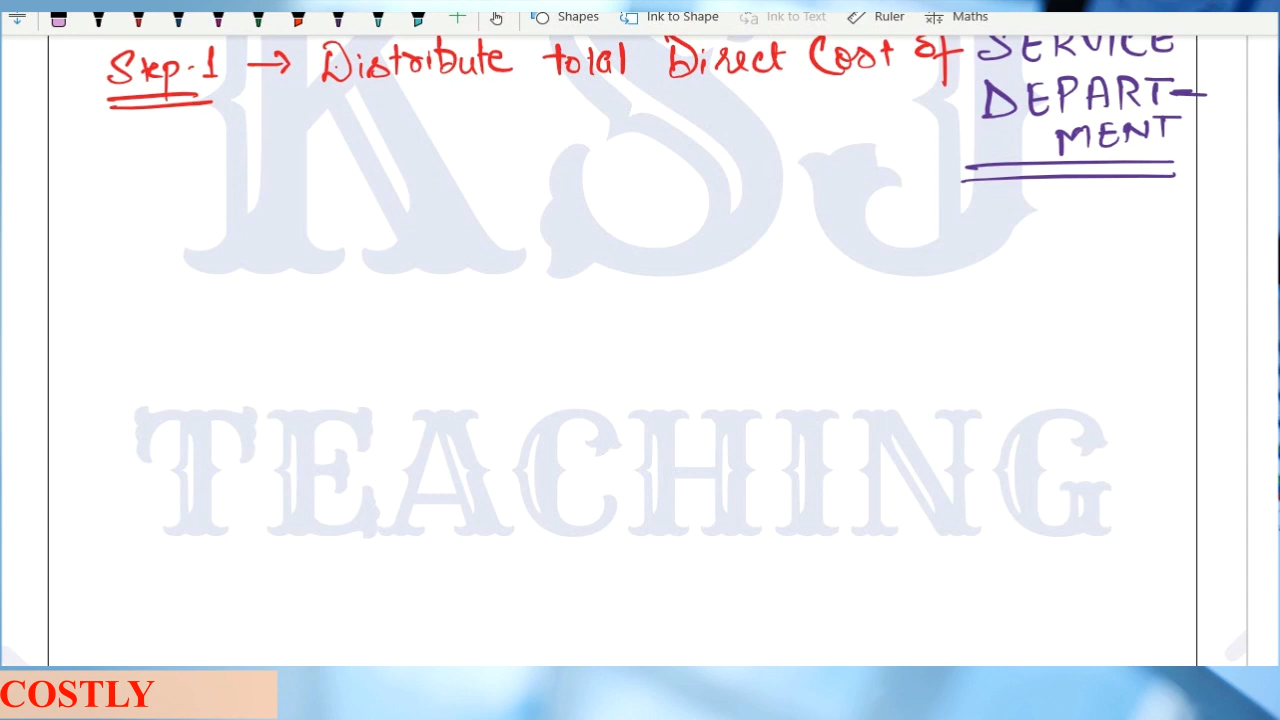 Shapes Ink to Shape Ink to Text Ruler Maths
Step.1 → Distribute total Direct Cost of SERVICE
DEPART-
MENT
KSJ
TEACHING
COSTLY